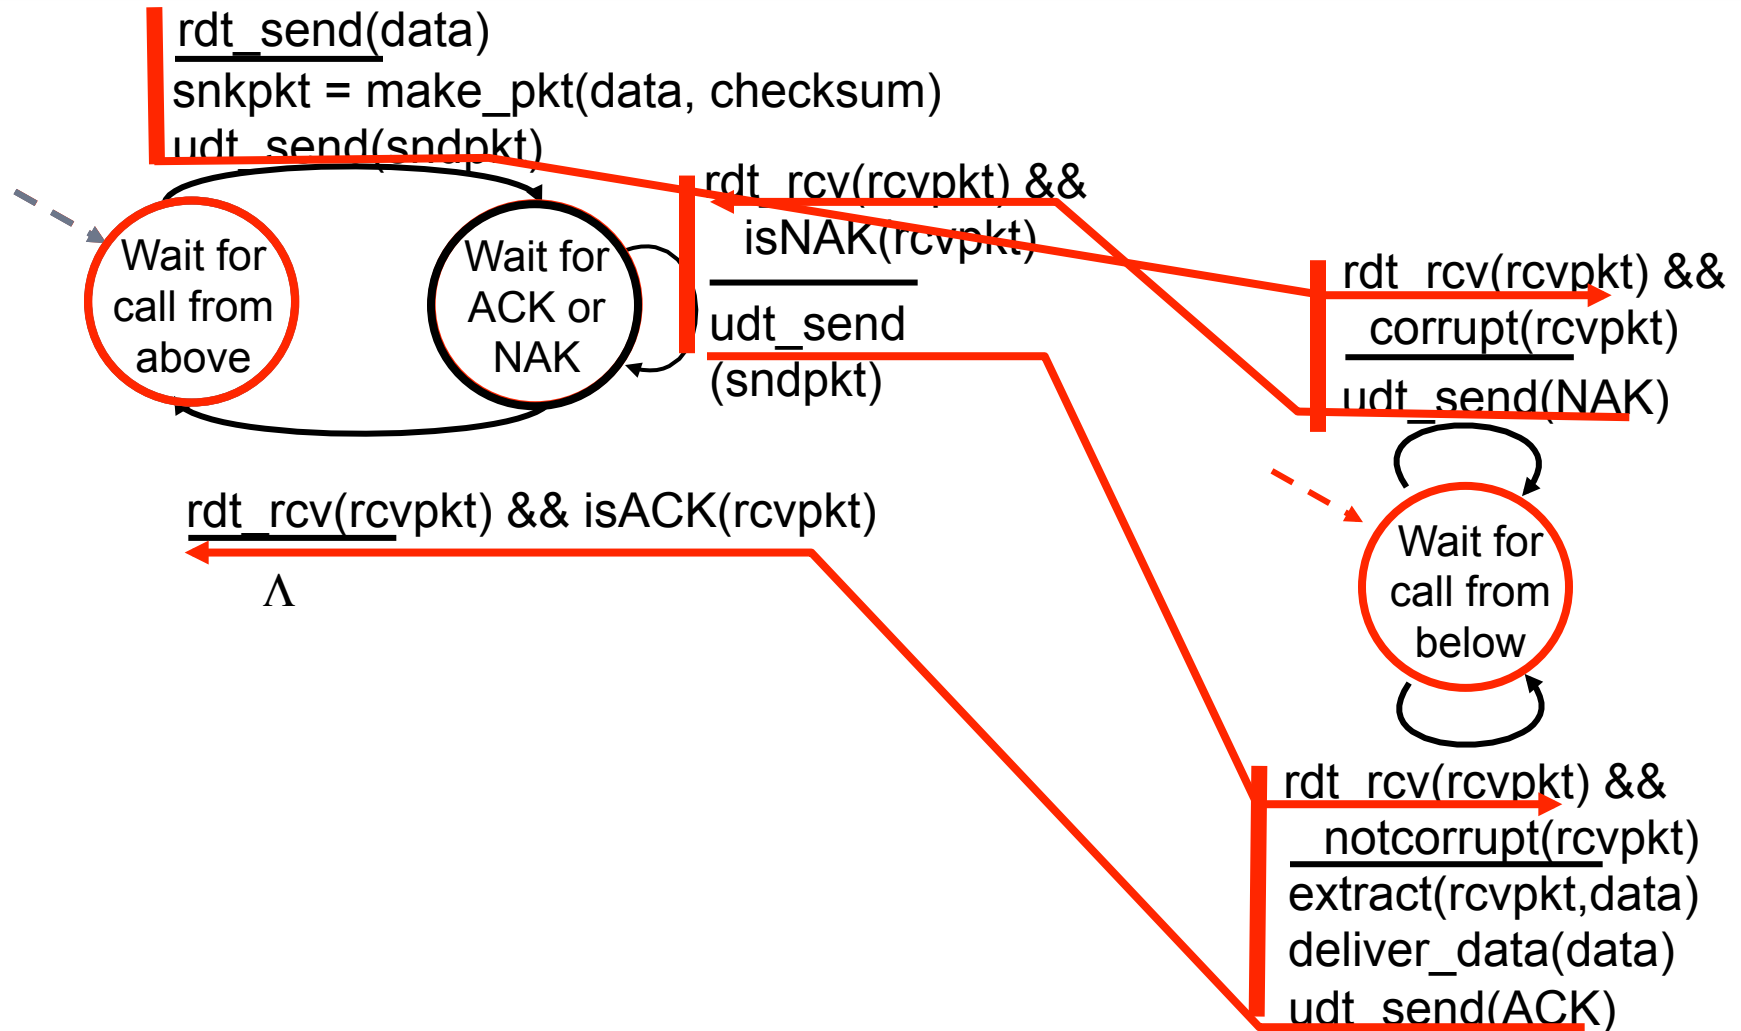 rdt_send(data)
snkpkt = make_pkt(data, checksum)
udt_send(sndpkt)
rdt_rcv(rcvpkt) &&
isNAK(rcvpkt)
udt_send
(sndpkt)
Wait for
call from
above
Wait for
ACK or
NAK
rdt_rcv(rcvpkt) && isACK(rcvpkt)
Λ
rdt_rcv(rcvpkt) &&
corrupt(rcvpkt)
udt_send(NAK)
Wait for
call from
below
rdt_rcv(rcvpkt) &&
notcorrupt(rcvpkt)
extract(rcvpkt,data)
deliver_data(data)
udt_send(ACK)